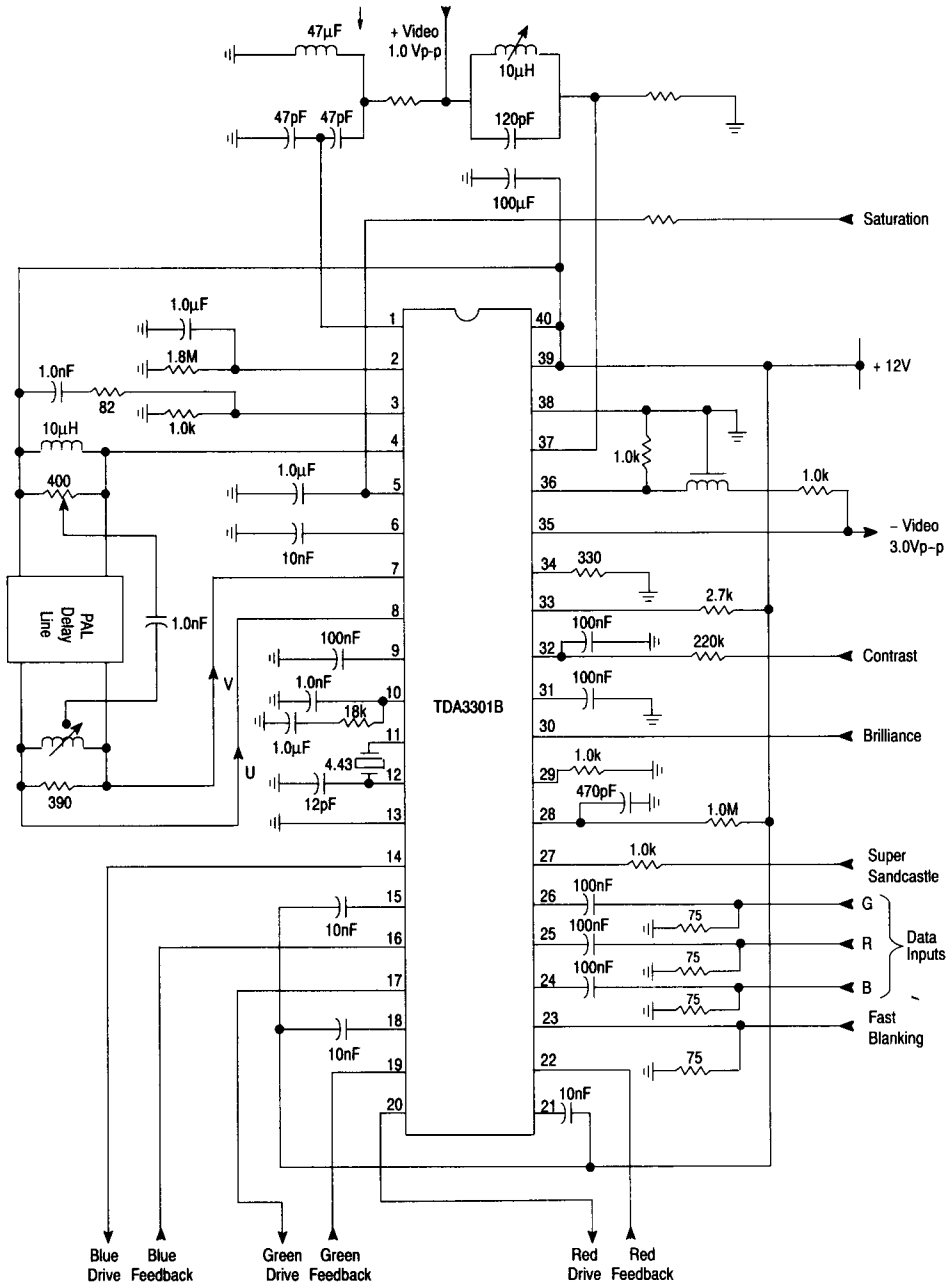 47µF
+ Video
1.0 Vp-p
10µH
47pF 47pF
120pF
100µF
Saturation
1.0µF
1 40
1.8M
2 39
+ 12V
1.0nF
82
1.0k
3 38
10µH
4 37
1.0k
400
1.0µF
5 36
1.0k
10nF
6 35
– Video
3.0Vp-p
7 34
330
PAL
Delay
Line
1.0nF
8 33
2.7k
100nF
9 32
100nF
220k
Contrast
V
1.0nF
10 31
100nF
TDA3301B
18k
1.0µF
11 30
Brilliance
U
4.43
12pF
12 29
1.0k
390
470pF
13 28
1.0M
14 27
1.0k
Super
Sandcastle
10nF
15 26
100nF
75
G
16 25
100nF
75
R
Data
Inputs
17 24
100nF
75
B
10nF
18 23
75
Fast
Blanking
19 22
20 21
10nF
Blue
Drive
Blue
Feedback
Green
Drive
Green
Feedback
Red
Drive
Red
Feedback